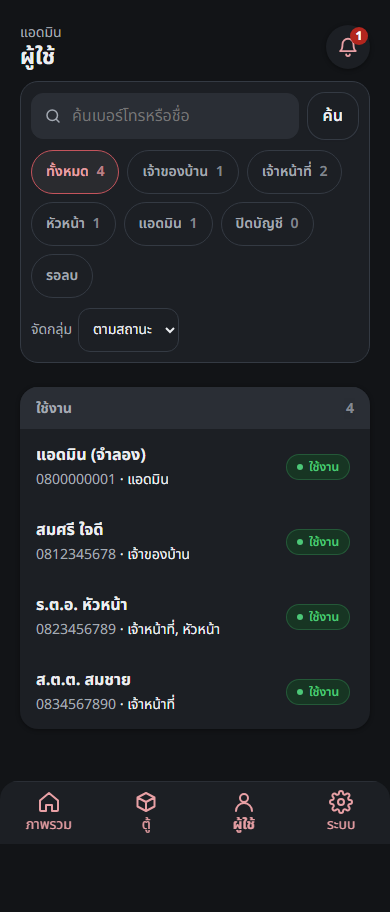 แอดมิน
ผู้ใช้
1
ค้นเบอร์โทรหรือชื่อ
ค้น
ทั้งหมด 4
เจ้าของบ้าน 1
เจ้าหน้าที่ 2
หัวหน้า 1
แอดมิน 1
ปิดบัญชี 0
รอลบ
จัดกลุ่ม ตามสถานะ
ใช้งาน 4
แอดมิน (จำลอง)
0800000001 · แอดมิน
ใช้งาน
สมศรี ใจดี
0812345678 · เจ้าของบ้าน
ใช้งาน
ร.ต.อ. หัวหน้า
0823456789 · เจ้าหน้าที่, หัวหน้า
ใช้งาน
ส.ต.ต. สมชาย
0834567890 · เจ้าหน้าที่
ใช้งาน
ภาพรวม
ตู้
ผู้ใช้
ระบบ